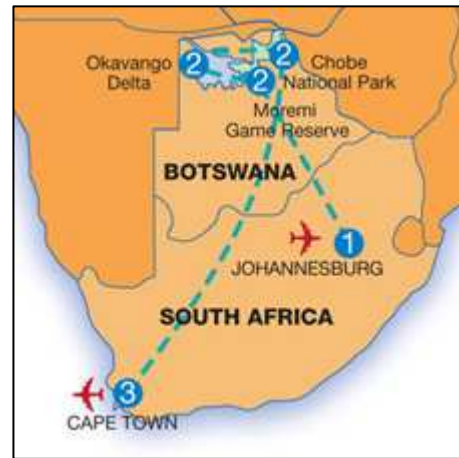 2
Okavango
Delta
2
2
Chobe
National Park
Moremi
Game Reserve
BOTSWANA
1
JOHANNESBURG
SOUTH AFRICA
3
CAPE TOWN